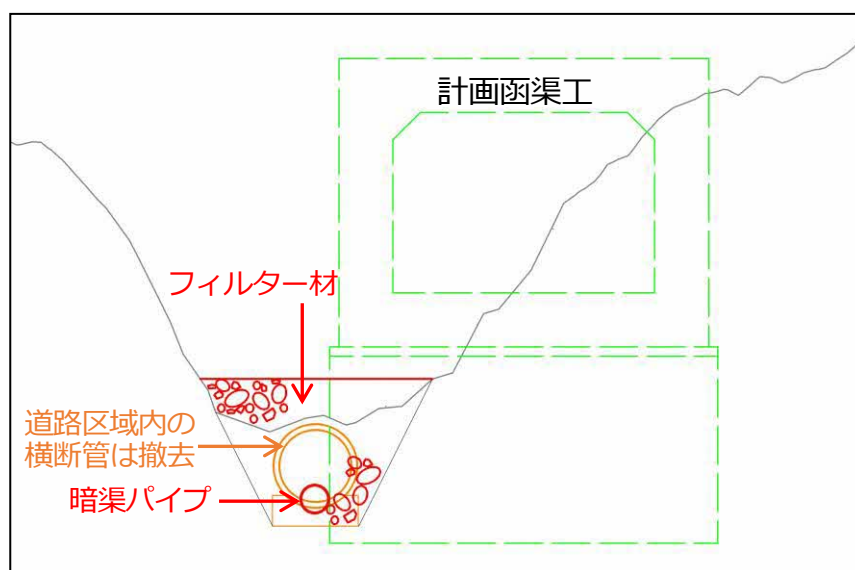 計画函渠工
フィルター材
道路区域内の
横断管は撤去
暗渠パイプ